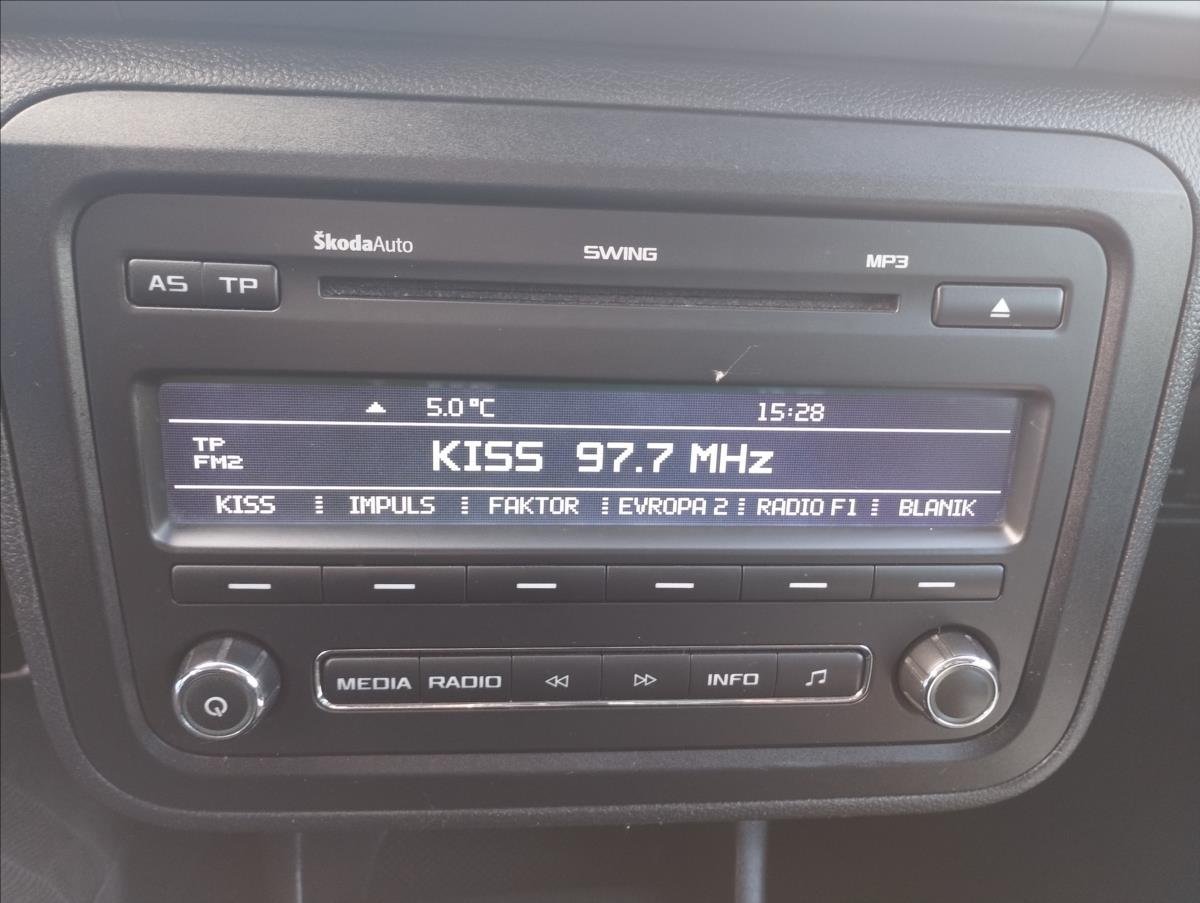 ŠkodaAuto SWING MP3
AS TP
5.0 °C 15:28
TP
FM2
KISS 97.7 MHz
KISS IMPULS FAKTOR EVROPA 2 RADIO F1 BLANIK
MEDIA RADIO INFO